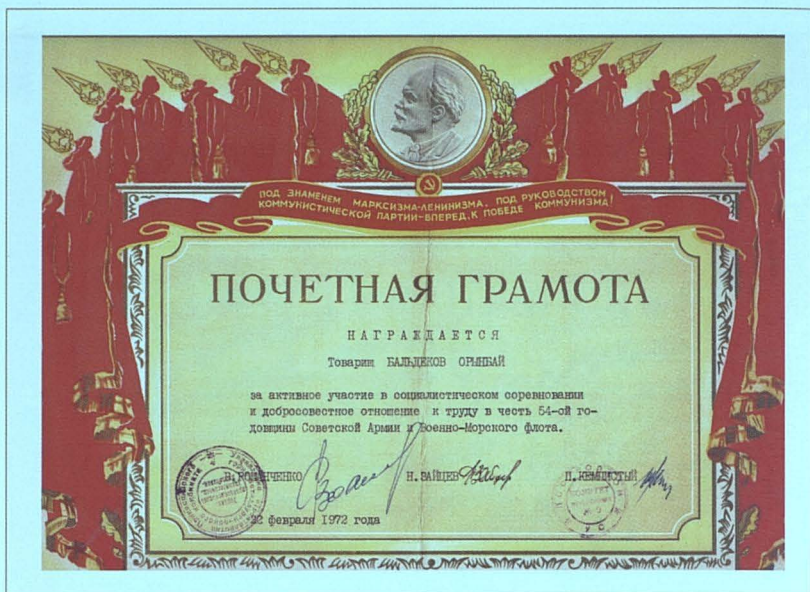 ПОД ЗНАМЕНЕМ МАРКСИЗМА-ЛЕНИНИЗМА, ПОД РУКОВОДСТВОМ
КОММУНИСТИЧЕСКОЙ ПАРТИИ-ВПЕРЕД, К ПОБЕДЕ КОММУНИЗМА!
ПОЧЕТНАЯ ГРАМОТА
НАГРАЖДАЕТСЯ
Товарищ БАЛЬДЕКОВ ОРЫНБАЙ
за активное участие в социалистическом соревновании
и добросовестное отношение к труду в честь 54-ой го-
довщины Советской Армии и Военно-Морского флота.
В. Н. ЗАЙЦЕВ П.
22 февраля 1972 года